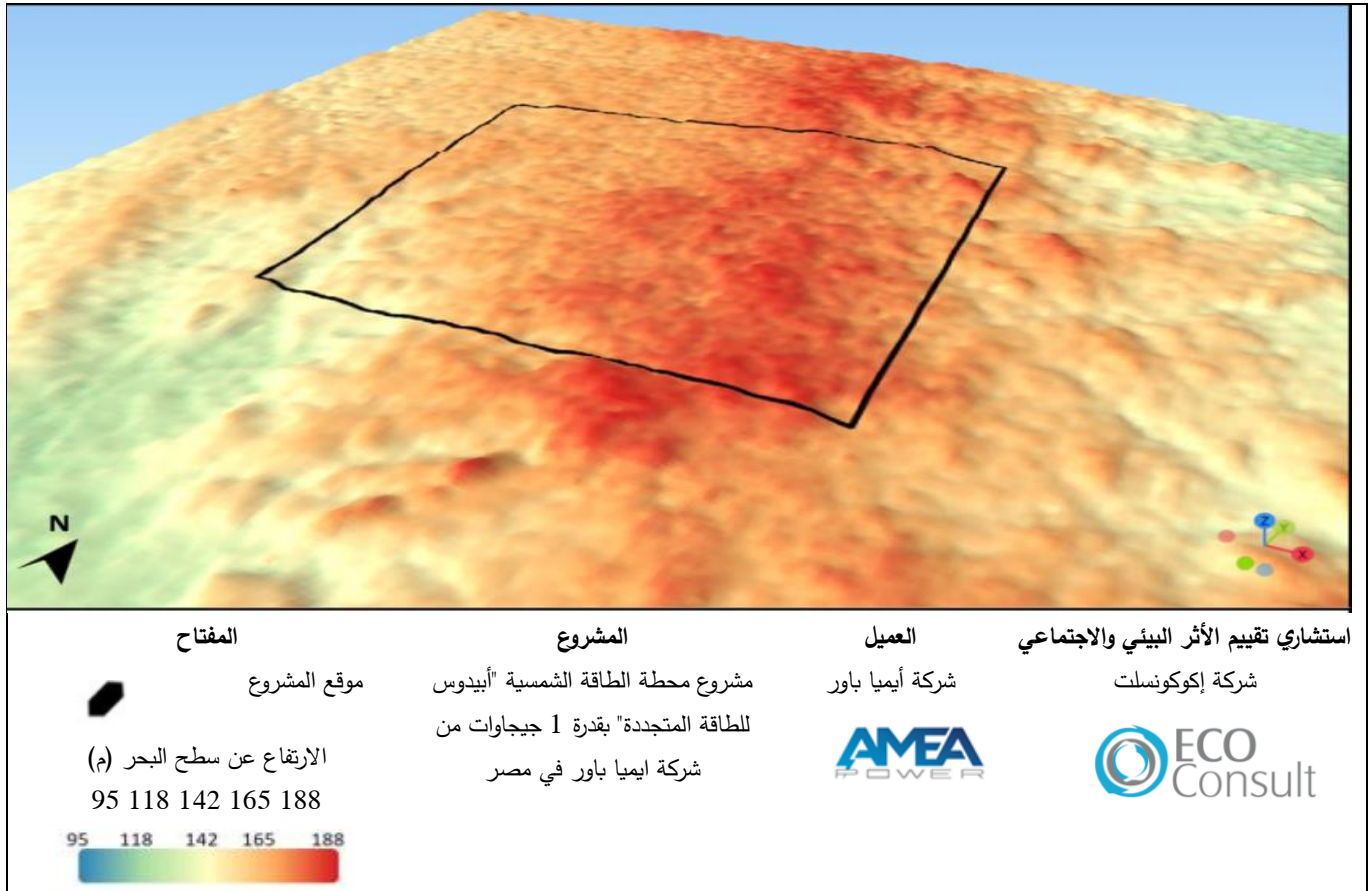 N
Z
Y
X
استشاري تقييم الأثر البيئي والاجتماعي
شركة إكوكونسلت
ECO
Consult
العميل
شركة أيميا باور
AMEA
POWER
المشروع
مشروع محطة الطاقة الشمسية "أبيدوس
للطاقة المتجددة" بقدرة 1 جيجاوات من
شركة ايميا باور في مصر
المفتاح
موقع المشروع
الارتفاع عن سطح البحر (م)
95 118 142 165 188
95 118 142 165 188